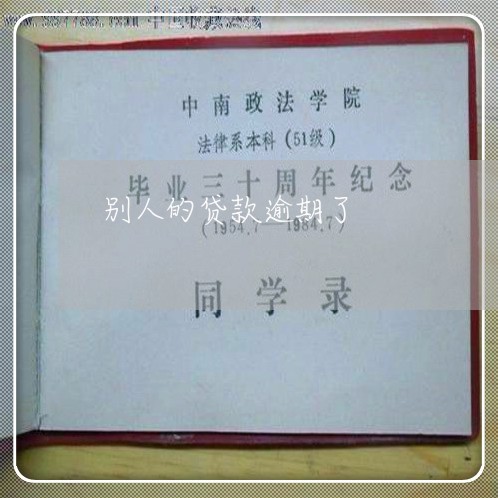 中南政法学院
法律系本科(51级)
毕业三十周年纪念
别人的贷款逾期了
(1954.7—1984.7)
同学录